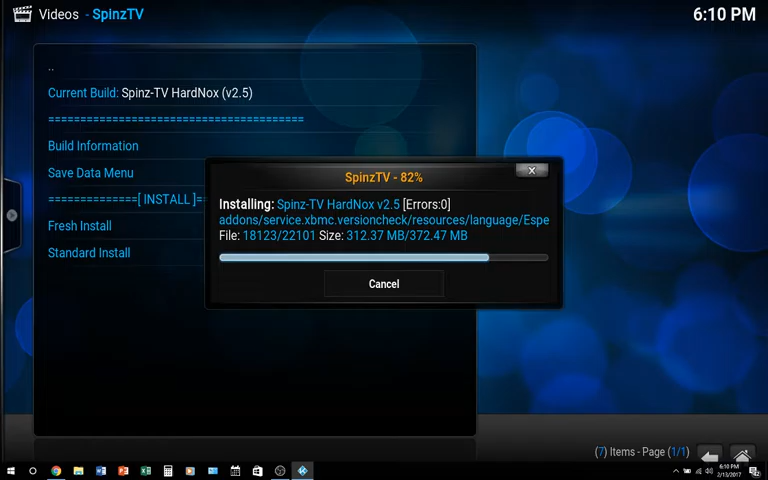 Videos - SpinzTV
6:10 PM
..
Current Build: Spinz-TV HardNox (v2.5)
=======================================
Build Information
Save Data Menu
==============[ INSTALL ]=
Fresh Install
Standard Install
SpinzTV - 82%
Installing: Spinz-TV HardNox v2.5 [Errors:0]
addons/service.xbmc.versioncheck/resources/language/Espe
File: 18123/22101 Size: 312.37 MB/372.47 MB
Cancel
(7) Items - Page (1/1)
6:10 PM
2/13/2017